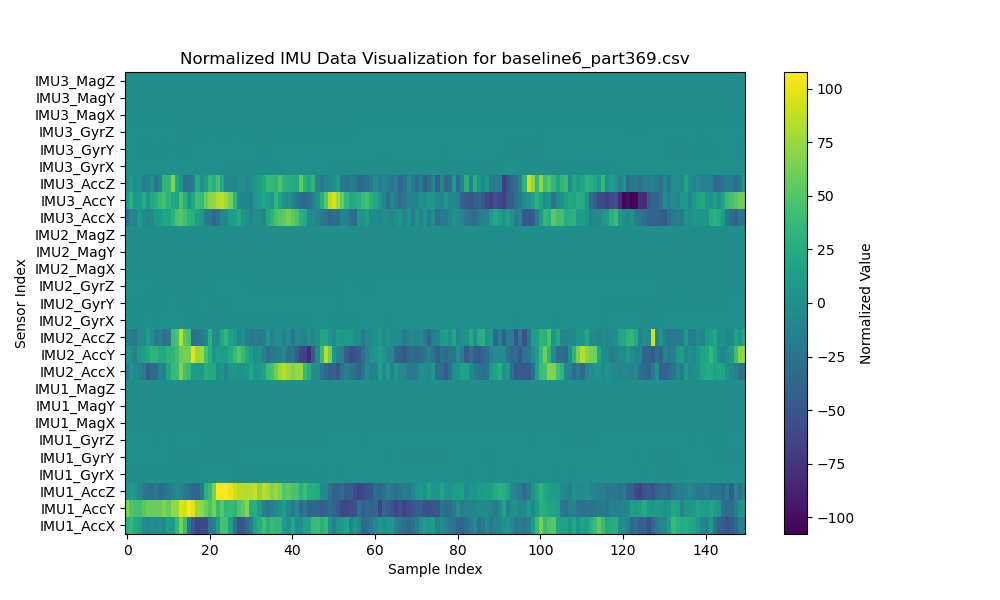 Normalized IMU Data Visualization for baseline6_part369.csv
IMU3_MagZ
IMU3_MagY
IMU3_MagX
IMU3_GyrZ
IMU3_GyrY
IMU3_GyrX
IMU3_AccZ
IMU3_AccY
IMU3_AccX
IMU2_MagZ
IMU2_MagY
IMU2_MagX
IMU2_GyrZ
IMU2_GyrY
IMU2_GyrX
IMU2_AccZ
IMU2_AccY
IMU2_AccX
IMU1_MagZ
IMU1_MagY
IMU1_MagX
IMU1_GyrZ
IMU1_GyrY
IMU1_GyrX
IMU1_AccZ
IMU1_AccY
IMU1_AccX
Sensor Index
0 20 40 60 80 100 120 140
Sample Index
100
75
50
25
0
−25
−50
−75
−100
Normalized Value